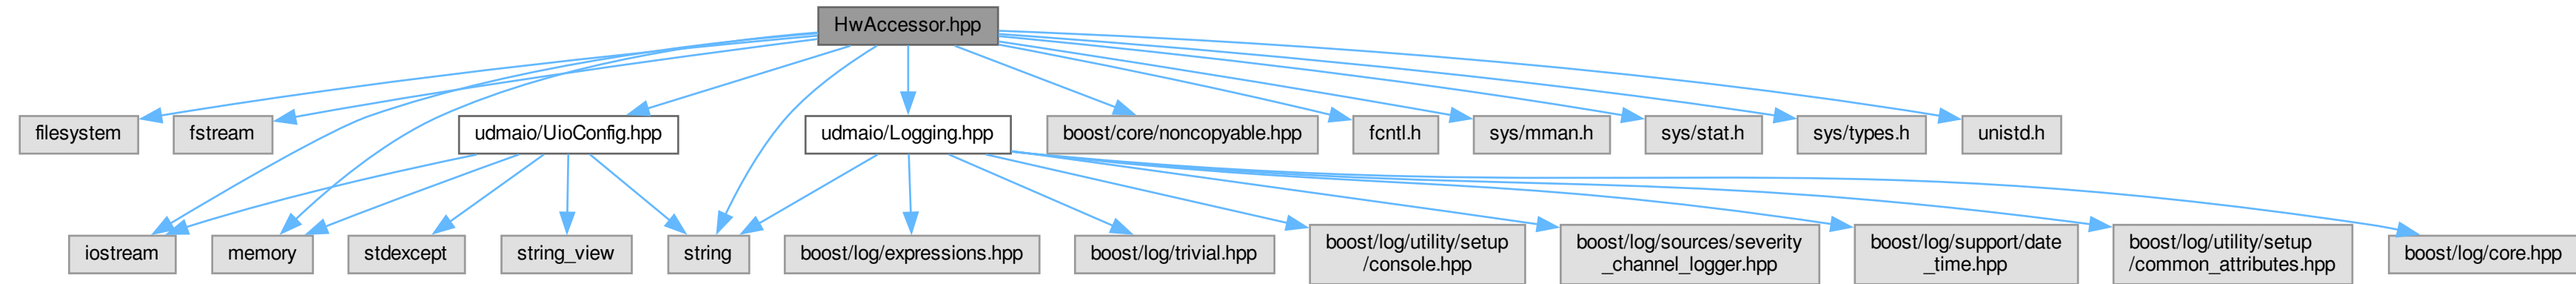 HwAccessor.hpp
filesystem
fstream
udmaio/UioConfig.hpp
udmaio/Logging.hpp
boost/core/noncopyable.hpp
fcntl.h
sys/mman.h
sys/stat.h
sys/types.h
unistd.h
iostream
memory
stdexcept
string_view
string
boost/log/expressions.hpp
boost/log/trivial.hpp
boost/log/utility/setup
/console.hpp
boost/log/sources/severity
_channel_logger.hpp
boost/log/support/date
_time.hpp
boost/log/utility/setup
/common_attributes.hpp
boost/log/core.hpp